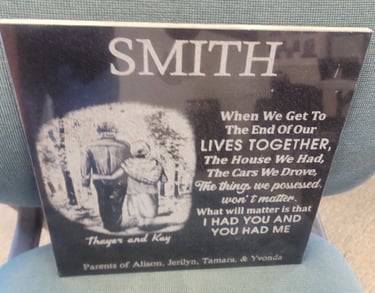 SMITH
When We Get To
The End Of Our
LIVES TOGETHER,
The House We Had,
The Cars We Drove,
The things we possessed,
won't matter.
What will matter is that
I HAD YOU AND
YOU HAD ME
Thayer and Kay
Parents of Alison, Jerilyn, Tamara, & Yvonda